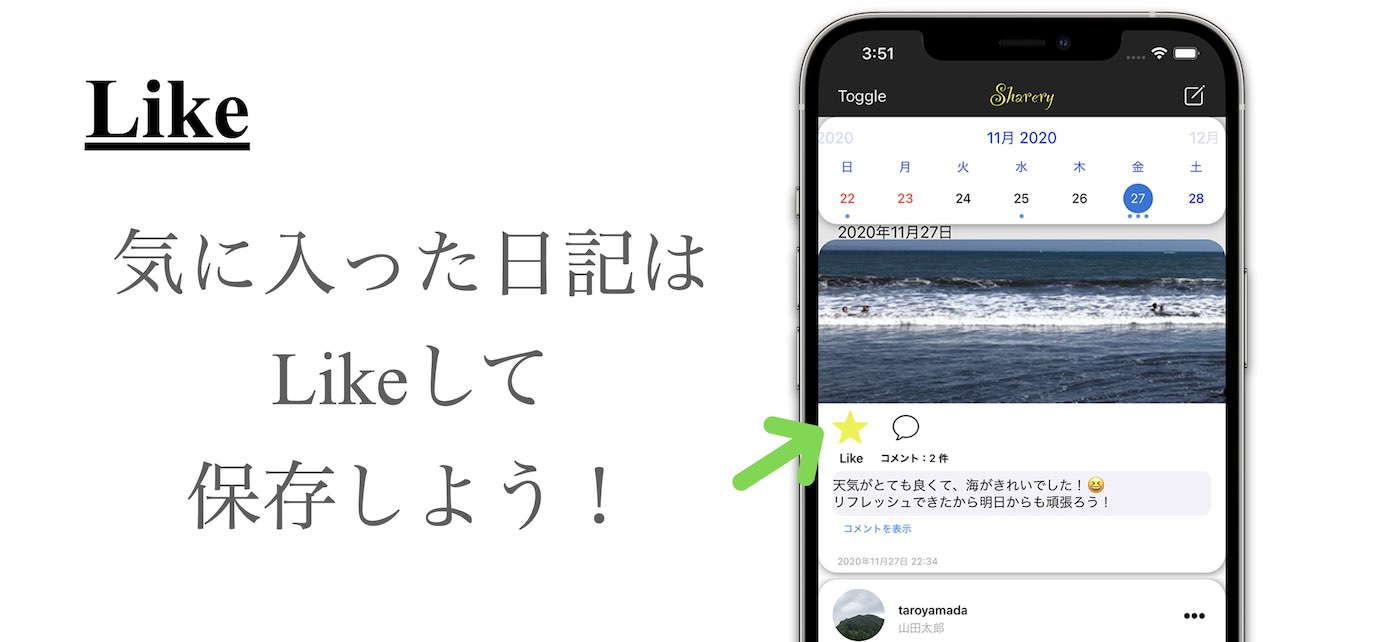 Like
気に入った日記は
Likeして
保存しよう！
3:51
Toggle
Sharery
2020
11月 2020
12月
日 月 火 水 木 金 土
22 23 24 25 26 27 28
2020年11月27日
Like コメント：2 件
天気がとても良くて、海がきれいでした！😆
リフレッシュできたから明日からも頑張ろう！
コメントを表示
2020年11月27日 22:34
taroyamada
山田太郎